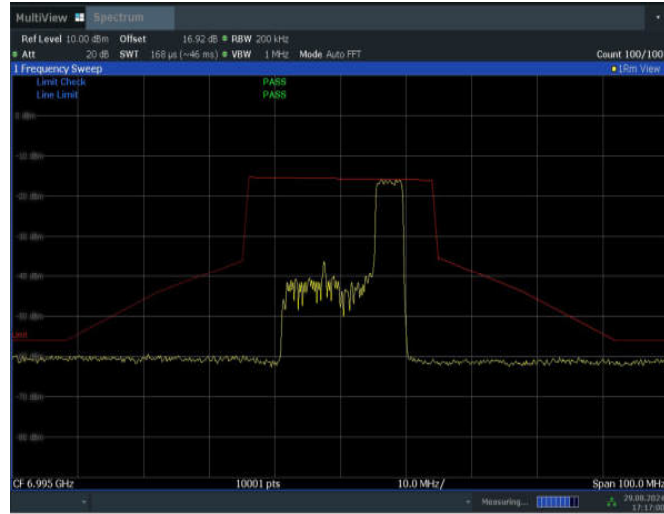 MultiView Spectrum
Ref Level 10.00 dBm Offset 16.92 dB RBW 200 kHz
Att 20 dB SWT 168 µs (~46 ms) VBW 1 MHz Mode Auto FFT Count 100/100
1 Frequency Sweep 1Rm View
Limit Check PASS
Line Limit PASS
0 dBm
-10 dBm
-20 dBm
-30 dBm
-40 dBm
-50 dBm
-60 dBm
-70 dBm
-80 dBm
CF 6.995 GHz 10001 pts 10.0 MHz/ Span 100.0 MHz
Measuring...
17:17:00